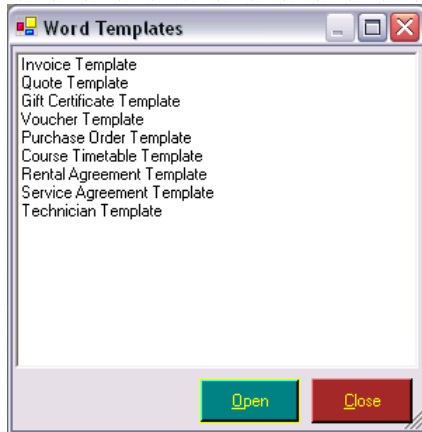 Word Templates
Invoice Template
Quote Template
Gift Certificate Template
Voucher Template
Purchase Order Template
Course Timetable Template
Rental Agreement Template
Service Agreement Template
Technician Template
Open Close